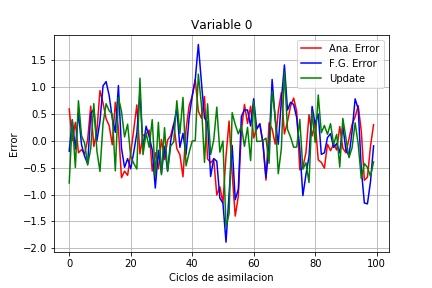 Variable 0
Ana. Error
F.G. Error
Update
Error
1.5
1.0
0.5
0.0
−0.5
−1.0
−1.5
−2.0
0 20 40 60 80 100
Ciclos de asimilacion